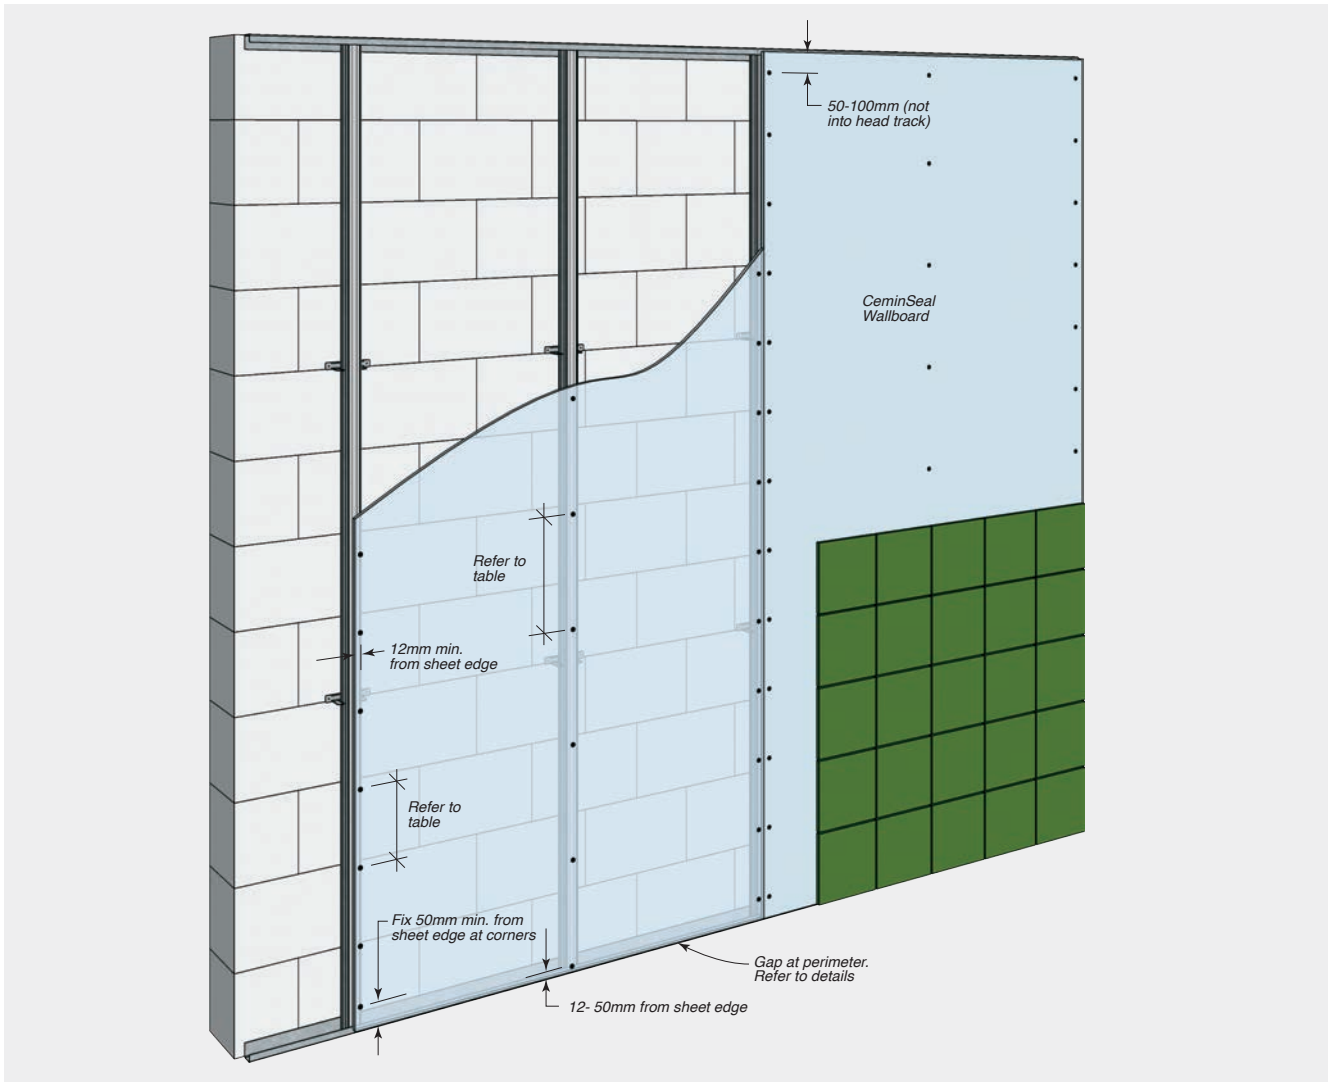 50-100mm (not
into head track)
CeminSeal
Wallboard
Refer to
table
12mm min.
from sheet edge
Refer to
table
Fix 50mm min. from
sheet edge at corners
Gap at perimeter.
Refer to details
12- 50mm from sheet edge